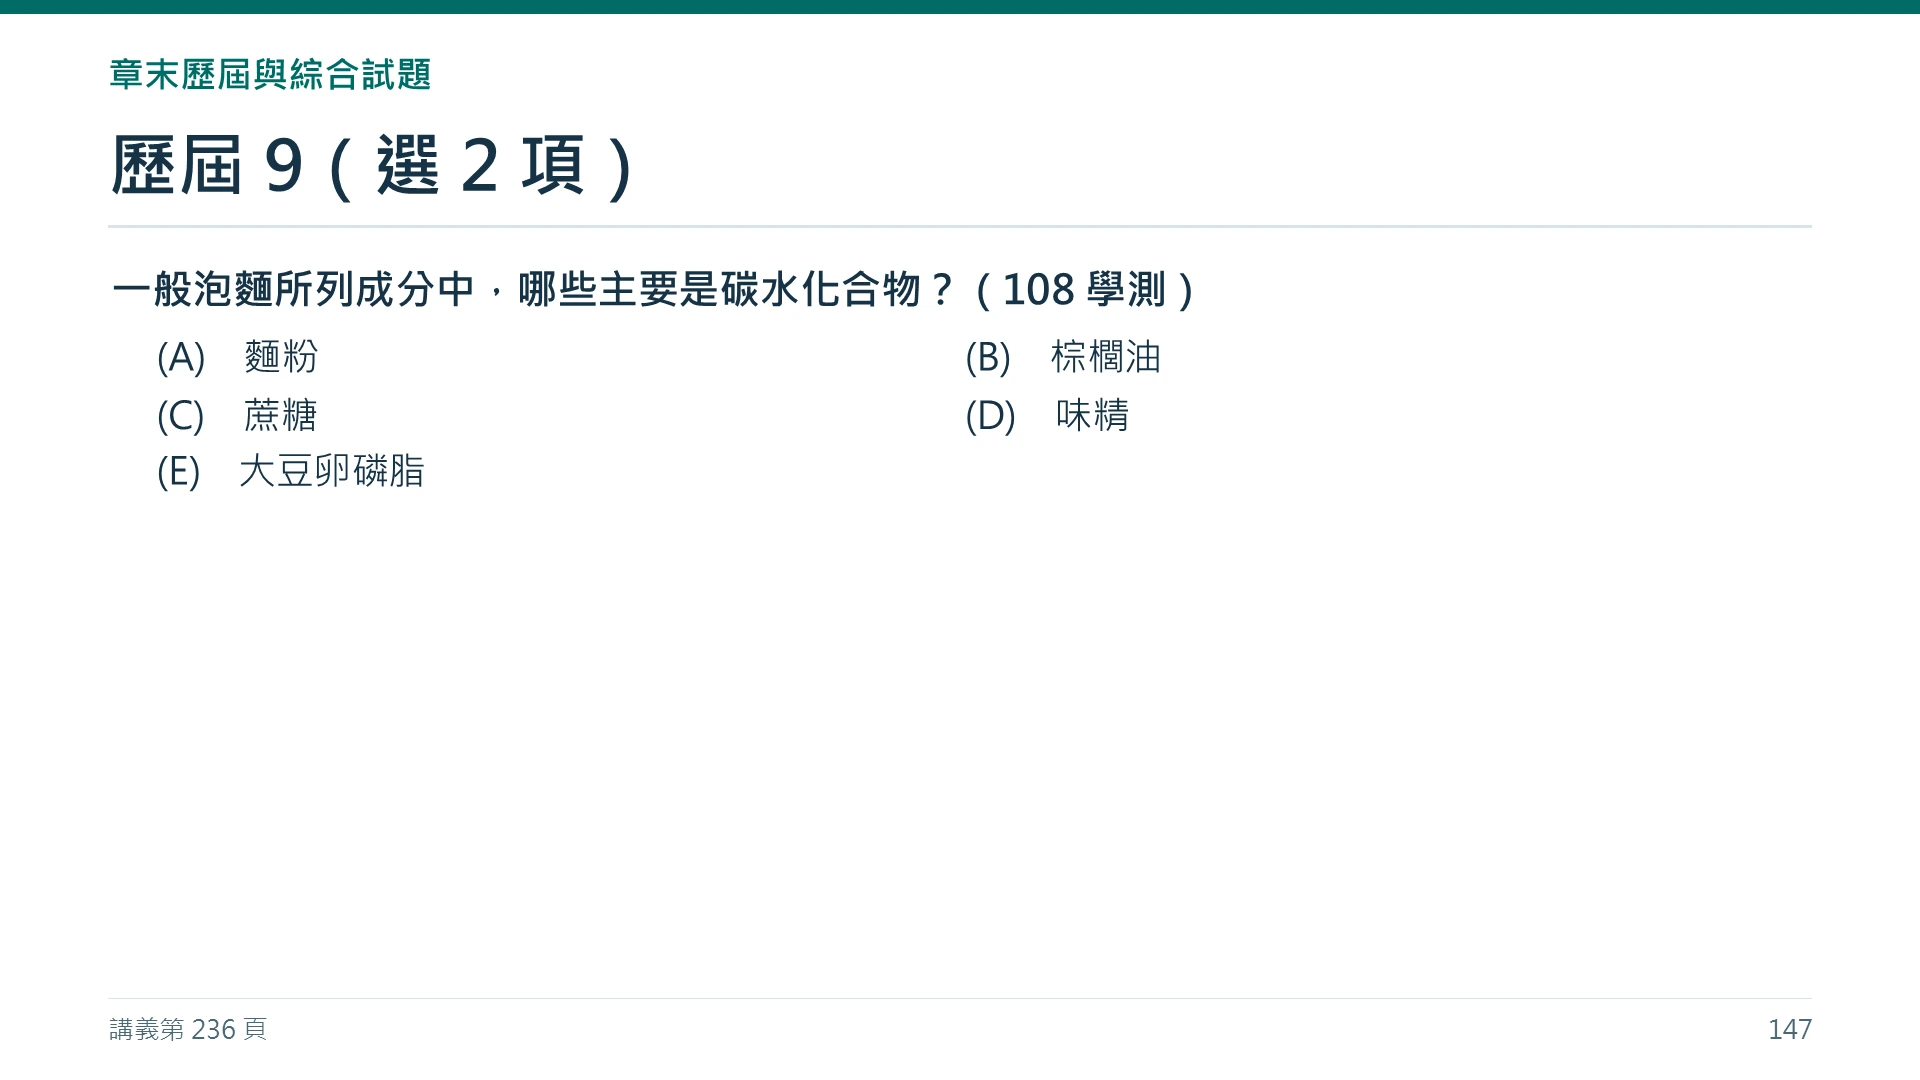 章末歷屆與綜合試題
歷屆 9（選 2 項）
一般泡麵所列成分中，哪些主要是碳水化合物？（108 學測）
(A) 麵粉
(B) 棕櫚油
(C) 蔗糖
(D) 味精
(E) 大豆卵磷脂
講義第 236 頁
147